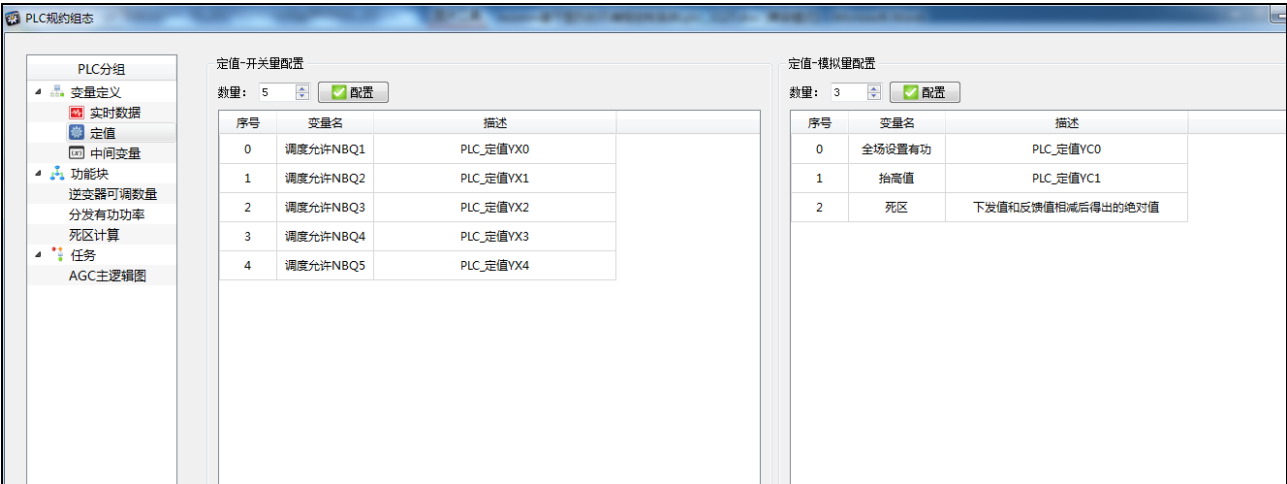 PLC规约组态
PLC分组
变量定义
实时数据
定值
中间变量
功能块
逆变器可调数量
分发有功功率
死区计算
任务
AGC主逻辑图
定值-开关量配置
数量: 5 配置
序号 变量名 描述
0 调度允许NBQ1 PLC_定值YX0
1 调度允许NBQ2 PLC_定值YX1
2 调度允许NBQ3 PLC_定值YX2
3 调度允许NBQ4 PLC_定值YX3
4 调度允许NBQ5 PLC_定值YX4
定值-模拟量配置
数量: 3 配置
序号 变量名 描述
0 全场设置有功 PLC_定值YC0
1 抬高值 PLC_定值YC1
2 死区 下发值和反馈值相减后得出的绝对值